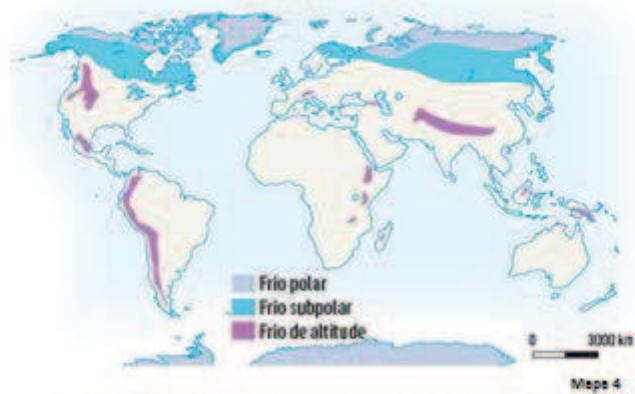 Frio polar
Frio subpolar
Frio de altitude
0 3000 km
Mapa 4